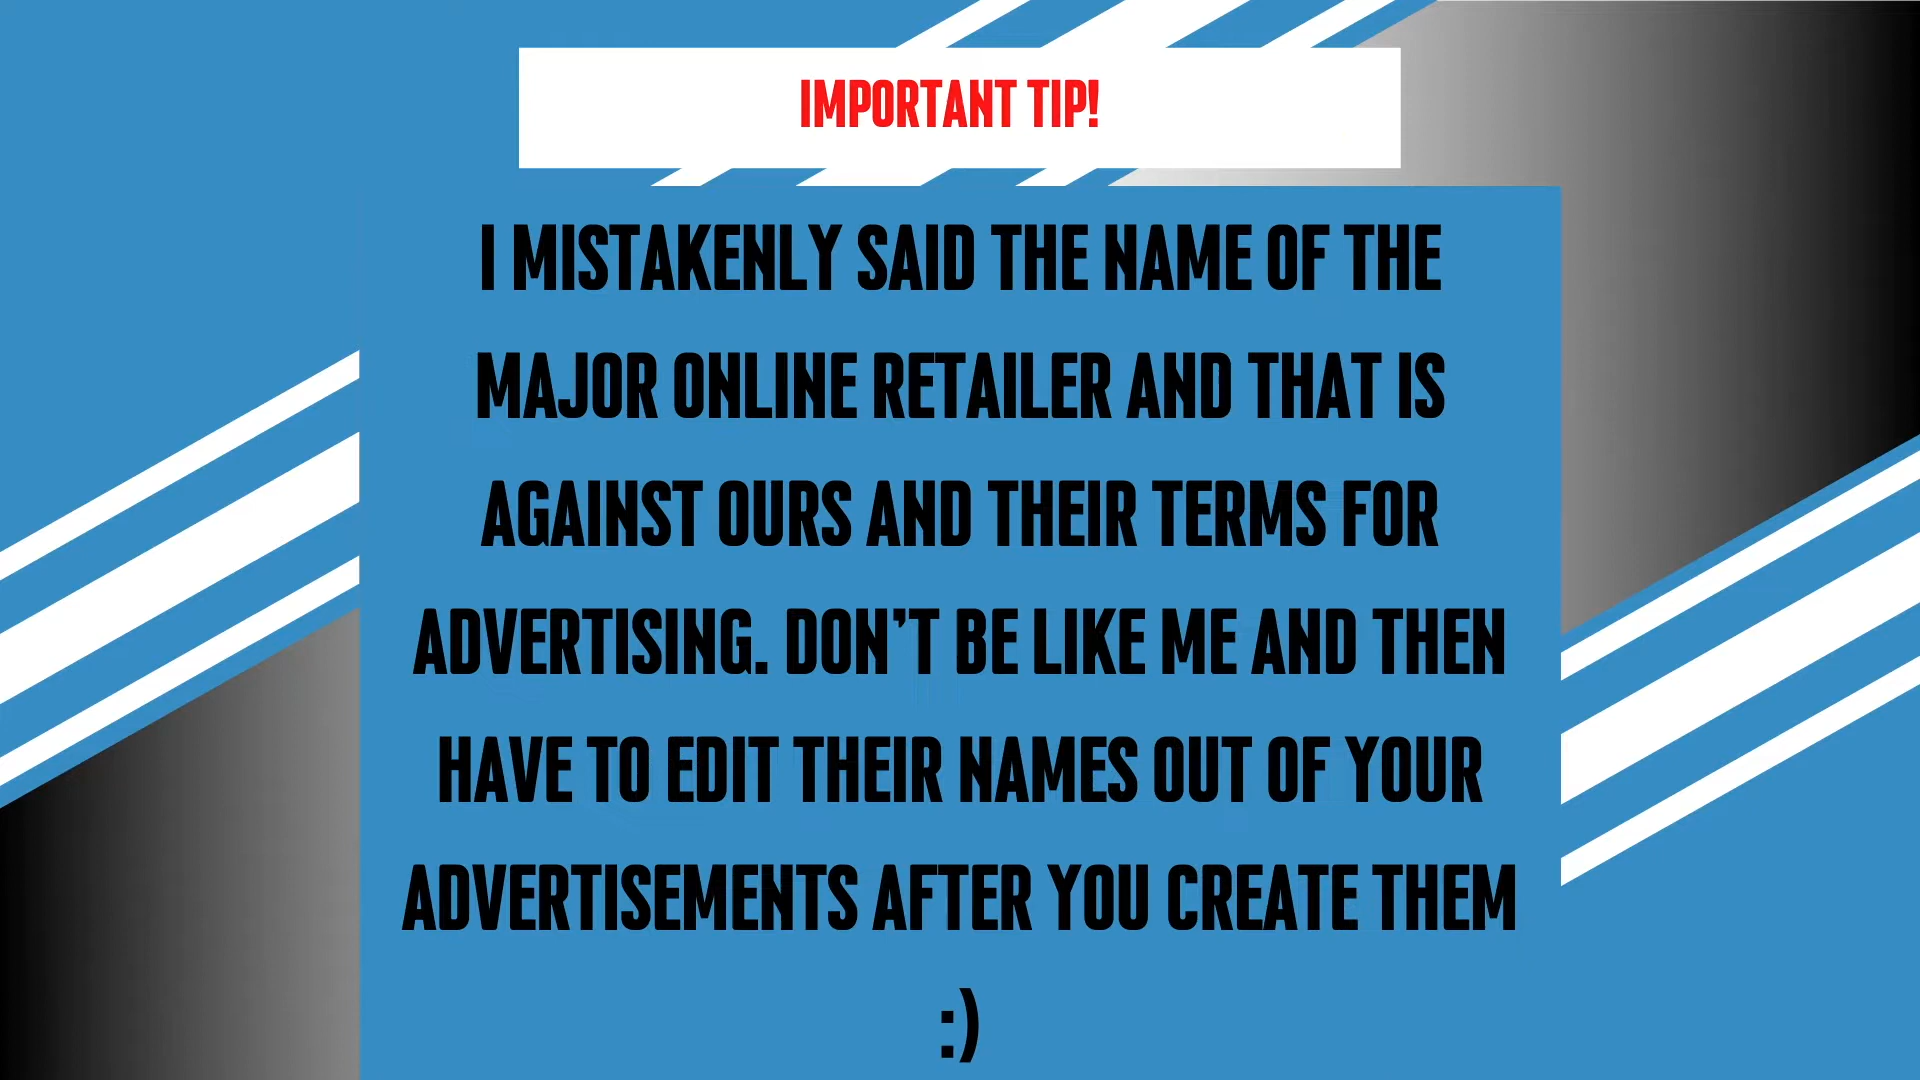 IMPORTANT TIP!
I MISTAKENLY SAID THE NAME OF THE
MAJOR ONLINE RETAILER AND THAT IS
AGAINST OURS AND THEIR TERMS FOR
ADVERTISING. DON'T BE LIKE ME AND THEN
HAVE TO EDIT THEIR NAMES OUT OF YOUR
ADVERTISEMENTS AFTER YOU CREATE THEM
:)